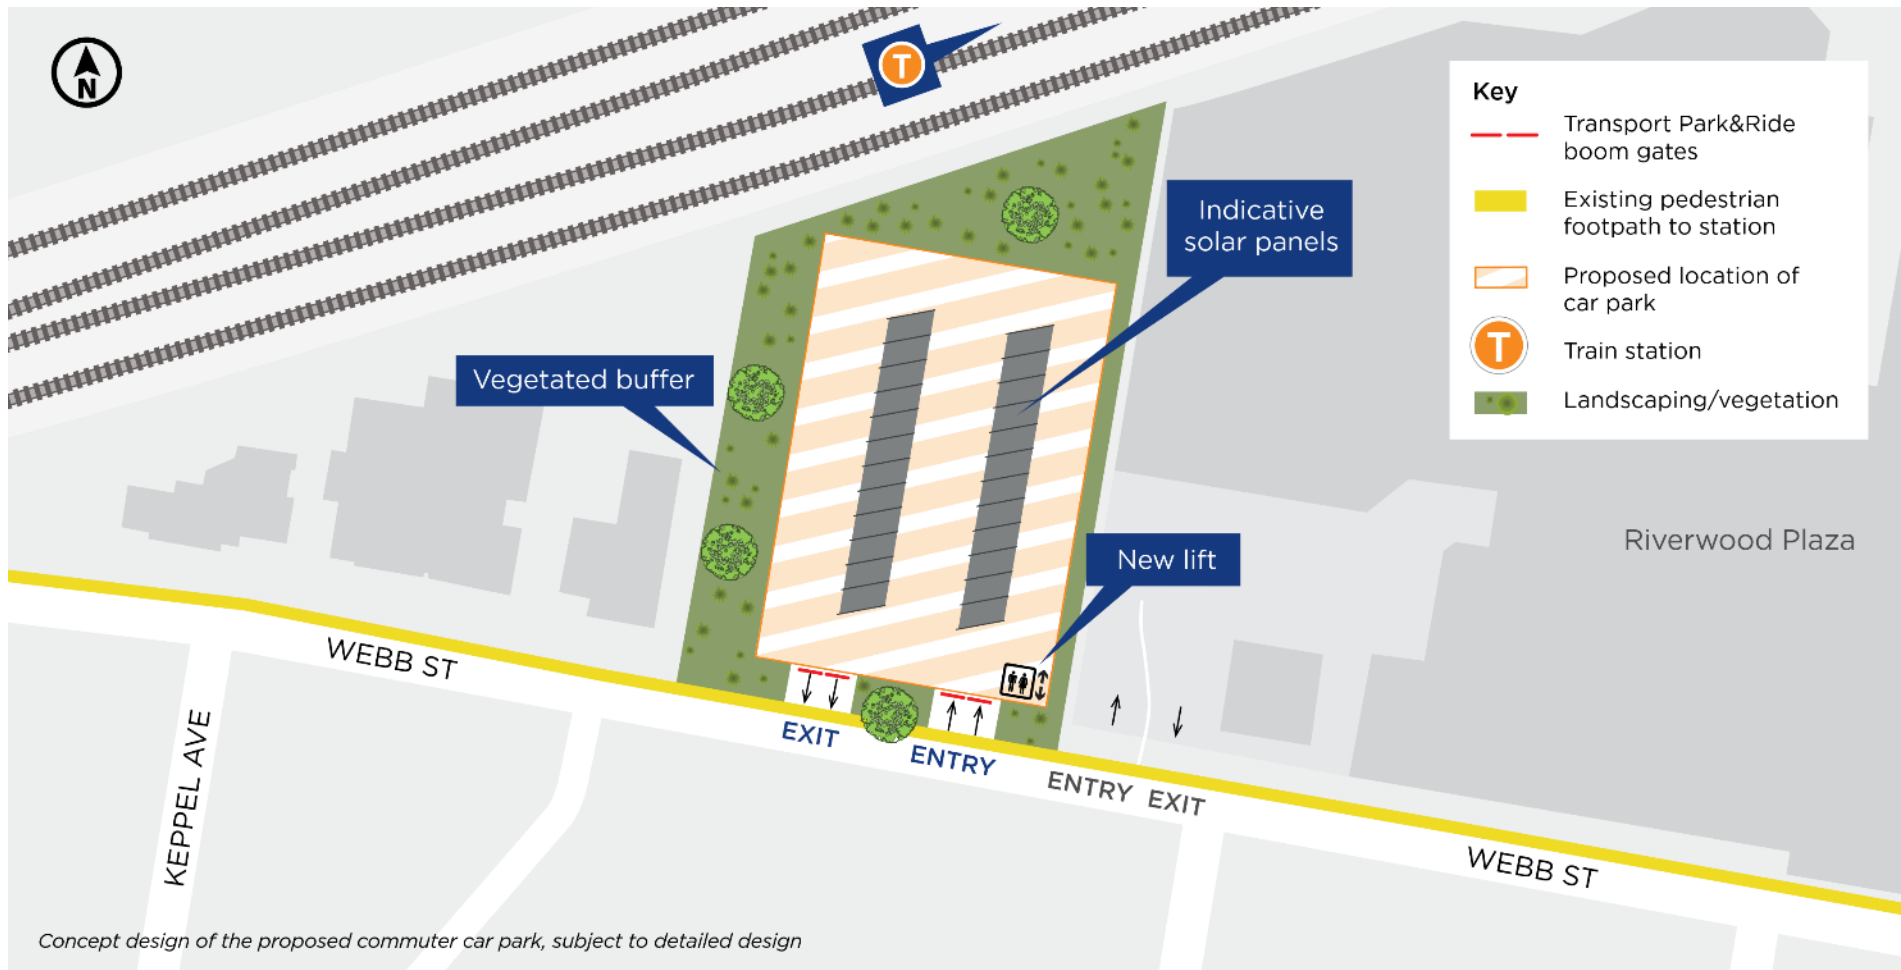 N
T
Key
Transport Park&Ride
boom gates
Existing pedestrian
footpath to station
Proposed location of
car park
T
Train station
Landscaping/vegetation
Indicative
solar panels
Vegetated buffer
New lift
Riverwood Plaza
WEBB ST
EXIT
ENTRY
ENTRY EXIT
KEPPEL AVE
WEBB ST
Concept design of the proposed commuter car park, subject to detailed design